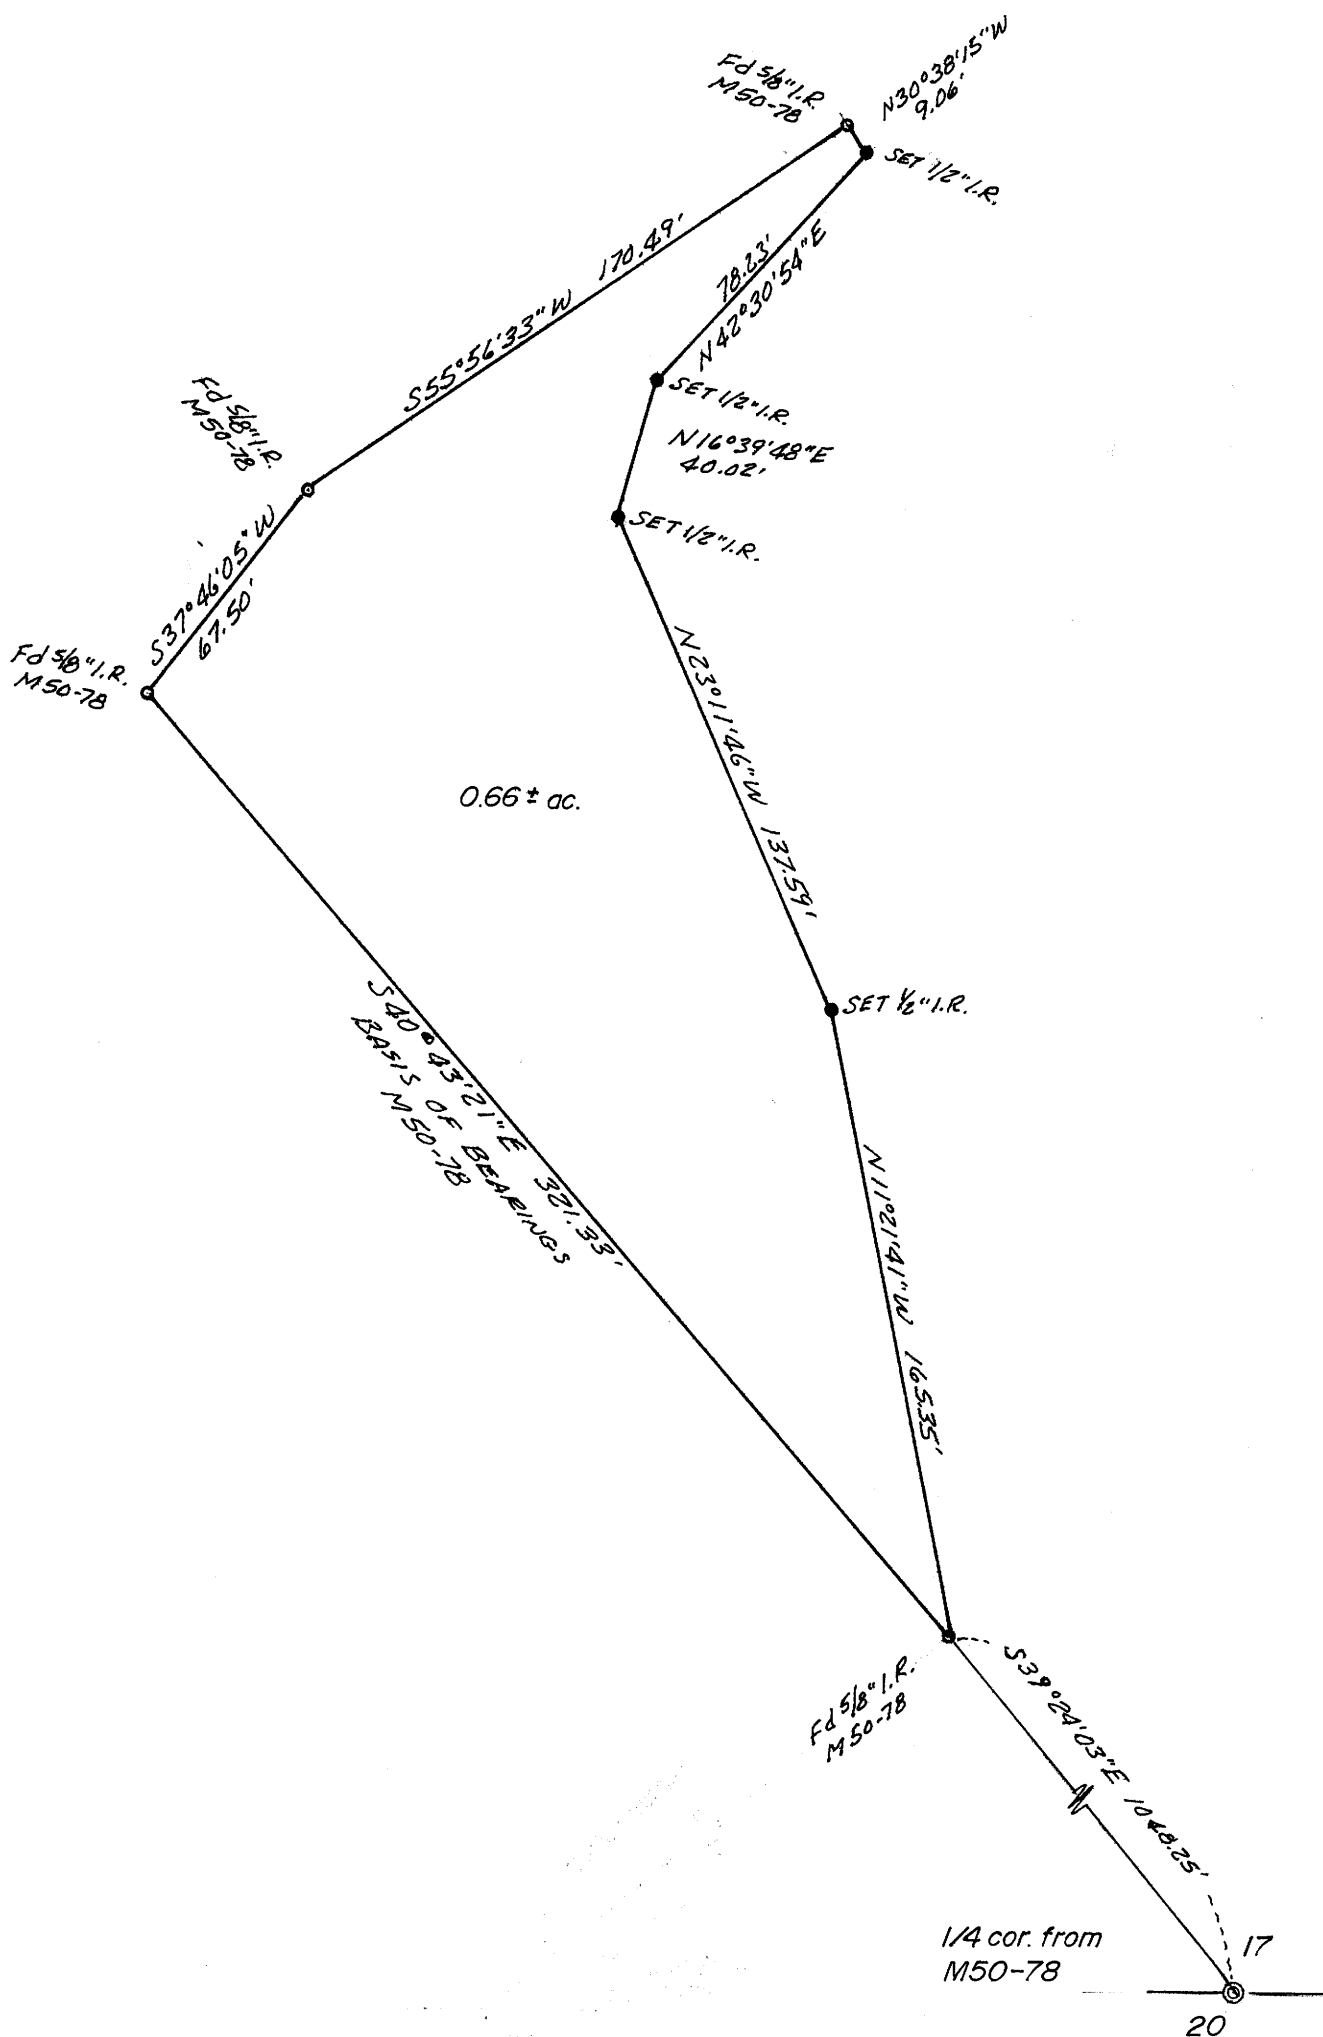 Fd 5/8" I.R.
M50-78
N30°38'15"W
9.06'
SET 1/2" I.R.
S55°56'33"W 170.49'
78.23'
N42°30'54"E
Fd 5/8" I.R.
M50-78
SET 1/2" I.R.
N16°39'48"E
40.02'
SET 1/2" I.R.
S37°46'05"W
67.50'
Fd 5/8" I.R.
M50-78
N23°11'46"W 137.59'
0.66± ac.
SET 1/2" I.R.
S40°43'21"E 321.33'
BASIS OF BEARINGS
M50-78
N11°21'41"W 165.35'
Fd 5/8" I.R.
M50-78
S39°24'03"E 1048.25'
1/4 cor. from
M50-78
17
20